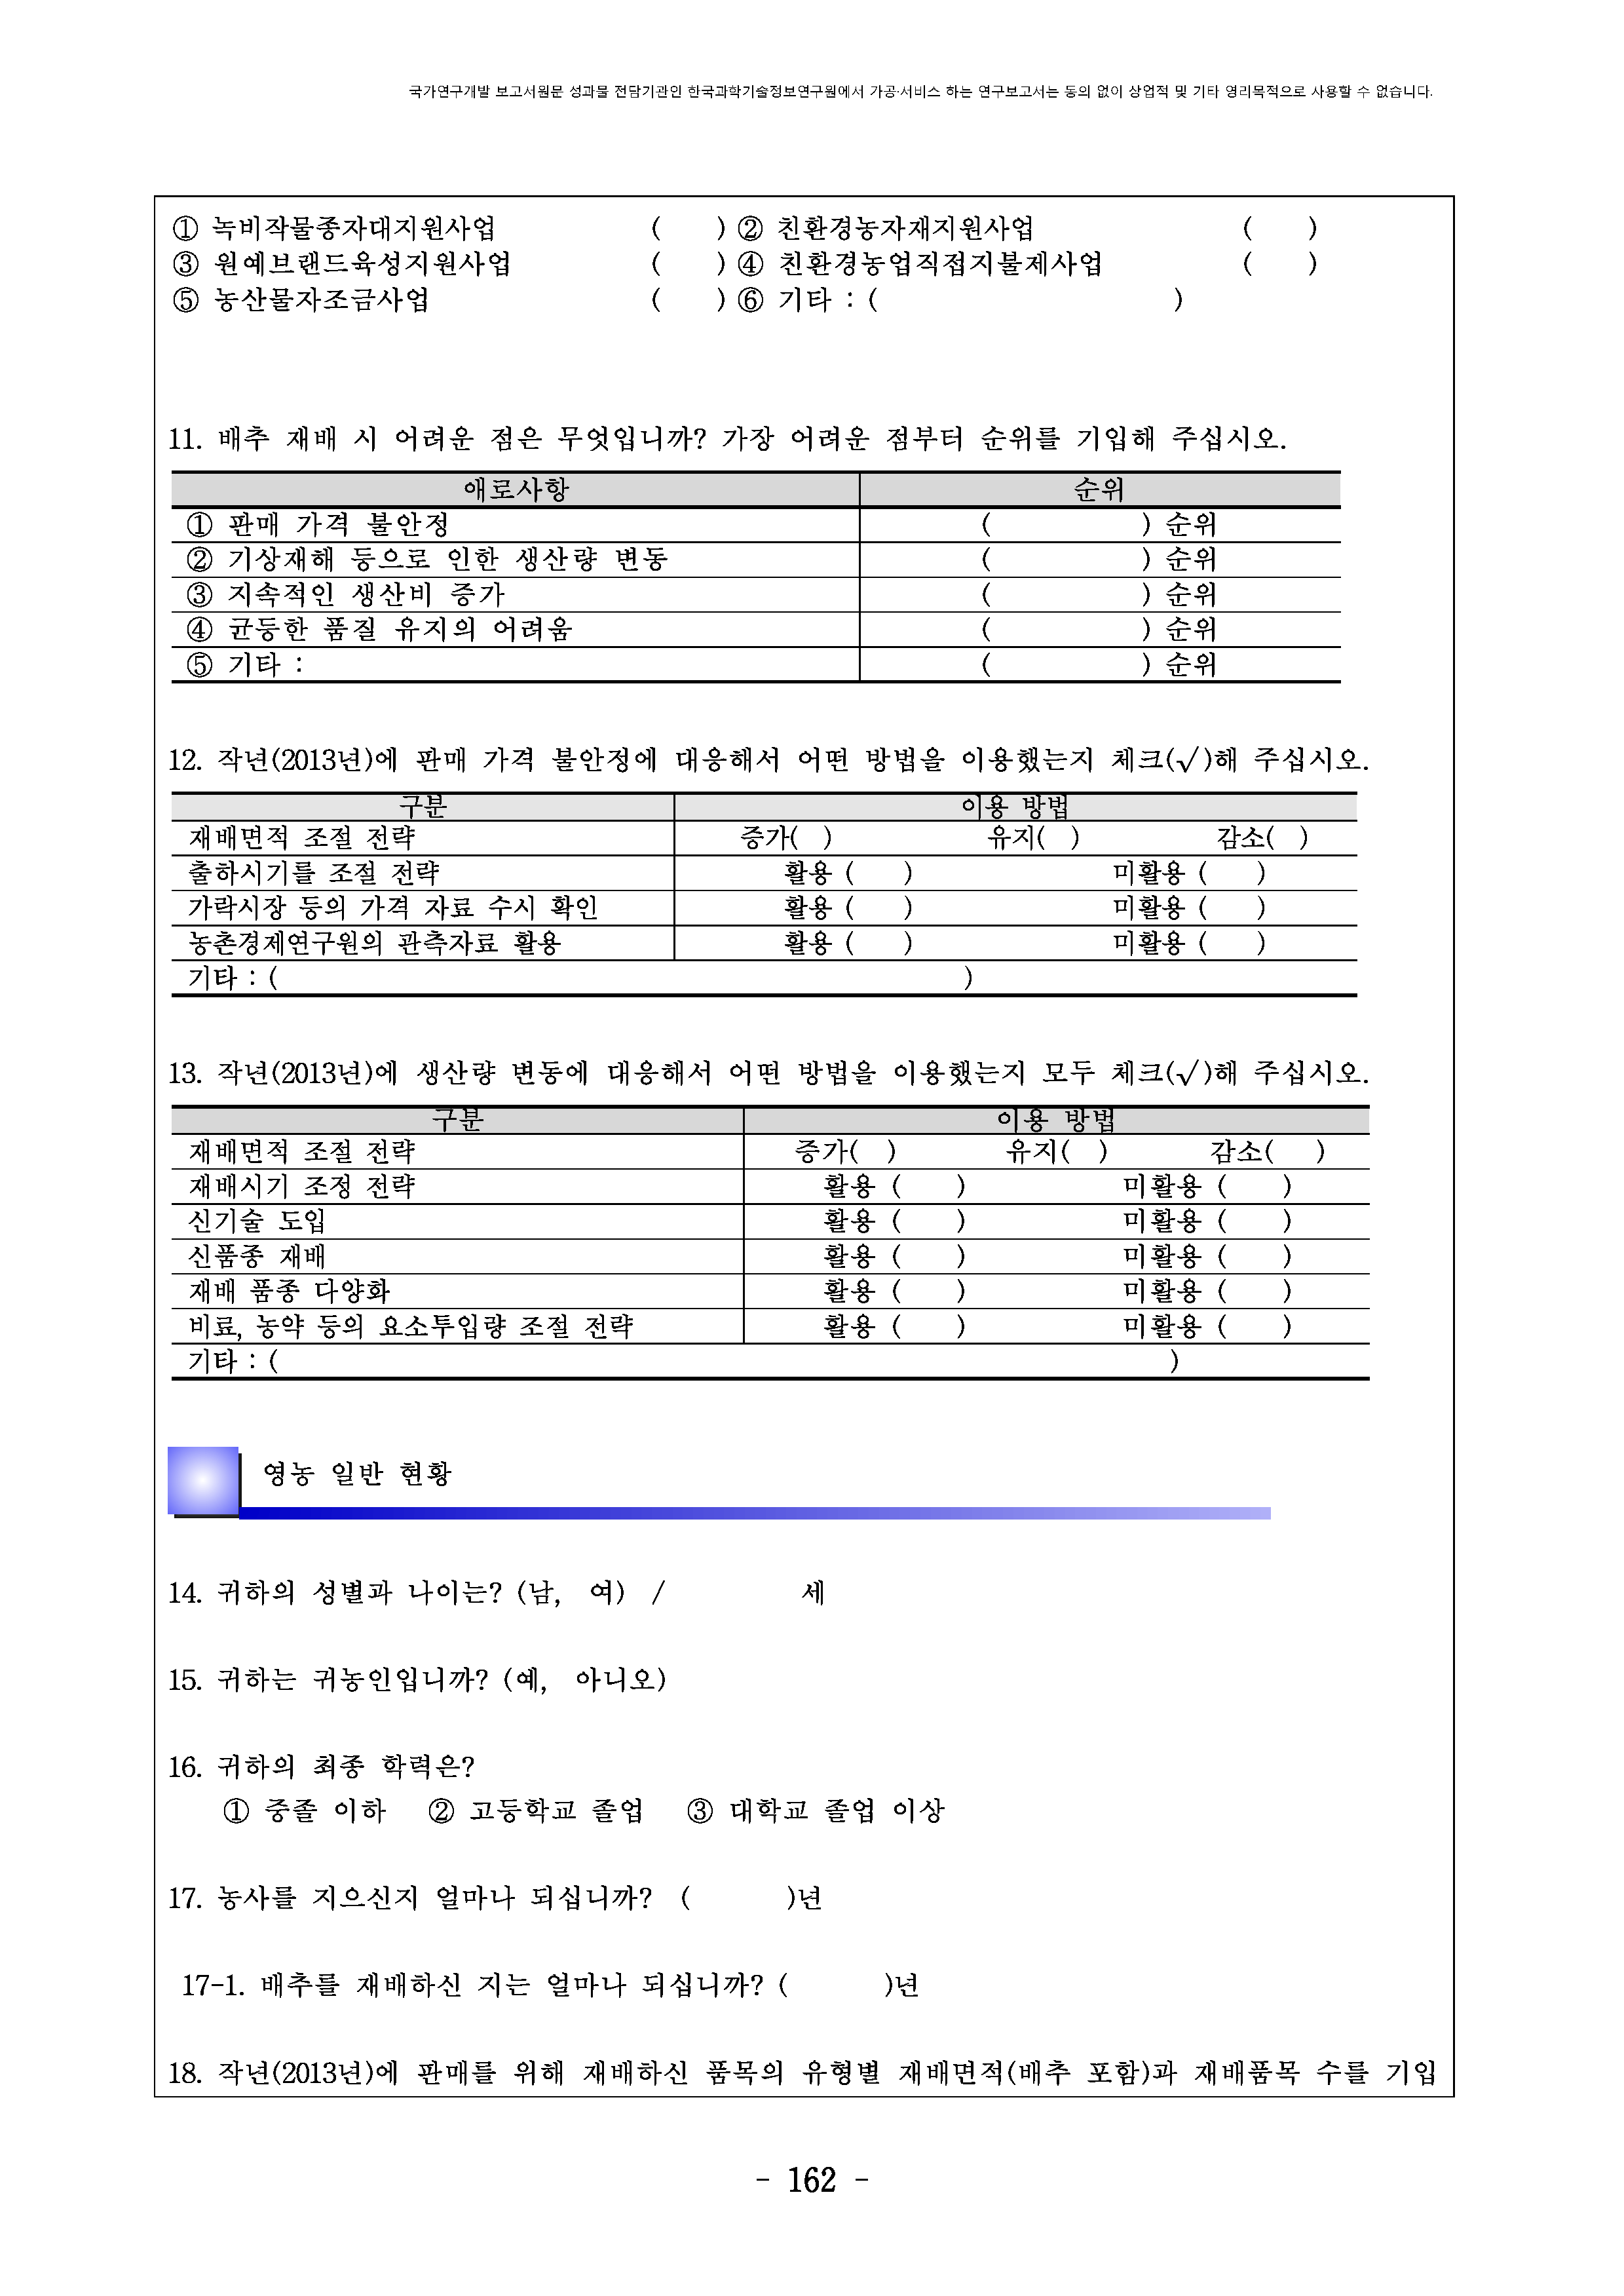 국가연구개발 보고서원문 성과물 전담기관인 한국과학기술정보연구원에서 가공·서비스 하는 연구보고서는 동의 없이 상업적 및 기타 영리목적으로 사용할 수 없습니다.
① 녹비작물종자대지원사업 ( ) ② 친환경농자재지원사업 ( )
③ 원예브랜드육성지원사업 ( ) ④ 친환경농업직접지불제사업 ( )
⑤ 농산물자조금사업 ( ) ⑥ 기타 : ( )
11. 배추 재배 시 어려운 점은 무엇입니까? 가장 어려운 점부터 순위를 기입해 주십시오.
애로사항 순위
① 판매 가격 불안정 ( ) 순위
② 기상재해 등으로 인한 생산량 변동 ( ) 순위
③ 지속적인 생산비 증가 ( ) 순위
④ 균등한 품질 유지의 어려움 ( ) 순위
⑤ 기타 : ( ) 순위
12. 작년(2013년)에 판매 가격 불안정에 대응해서 어떤 방법을 이용했는지 체크(√)해 주십시오.
구분 이용 방법
재배면적 조절 전략 증가( ) 유지( ) 감소( )
출하시기를 조절 전략 활용 ( ) 미활용 ( )
가락시장 등의 가격 자료 수시 확인 활용 ( ) 미활용 ( )
농촌경제연구원의 관측자료 활용 활용 ( ) 미활용 ( )
기타 : ( )
13. 작년(2013년)에 생산량 변동에 대응해서 어떤 방법을 이용했는지 모두 체크(√)해 주십시오.
구분 이용 방법
재배면적 조절 전략 증가( ) 유지( ) 감소( )
재배시기 조정 전략 활용 ( ) 미활용 ( )
신기술 도입 활용 ( ) 미활용 ( )
신품종 재배 활용 ( ) 미활용 ( )
재배 품종 다양화 활용 ( ) 미활용 ( )
비료, 농약 등의 요소투입량 조절 전략 활용 ( ) 미활용 ( )
기타 : ( )
영농 일반 현황
14. 귀하의 성별과 나이는? (남, 여) / 세
15. 귀하는 귀농인입니까? (예, 아니오)
16. 귀하의 최종 학력은?
① 중졸 이하 ② 고등학교 졸업 ③ 대학교 졸업 이상
17. 농사를 지으신지 얼마나 되십니까? ( )년
17-1. 배추를 재배하신 지는 얼마나 되십니까? ( )년
18. 작년(2013년)에 판매를 위해 재배하신 품목의 유형별 재배면적(배추 포함)과 재배품목 수를 기입
- 162 -